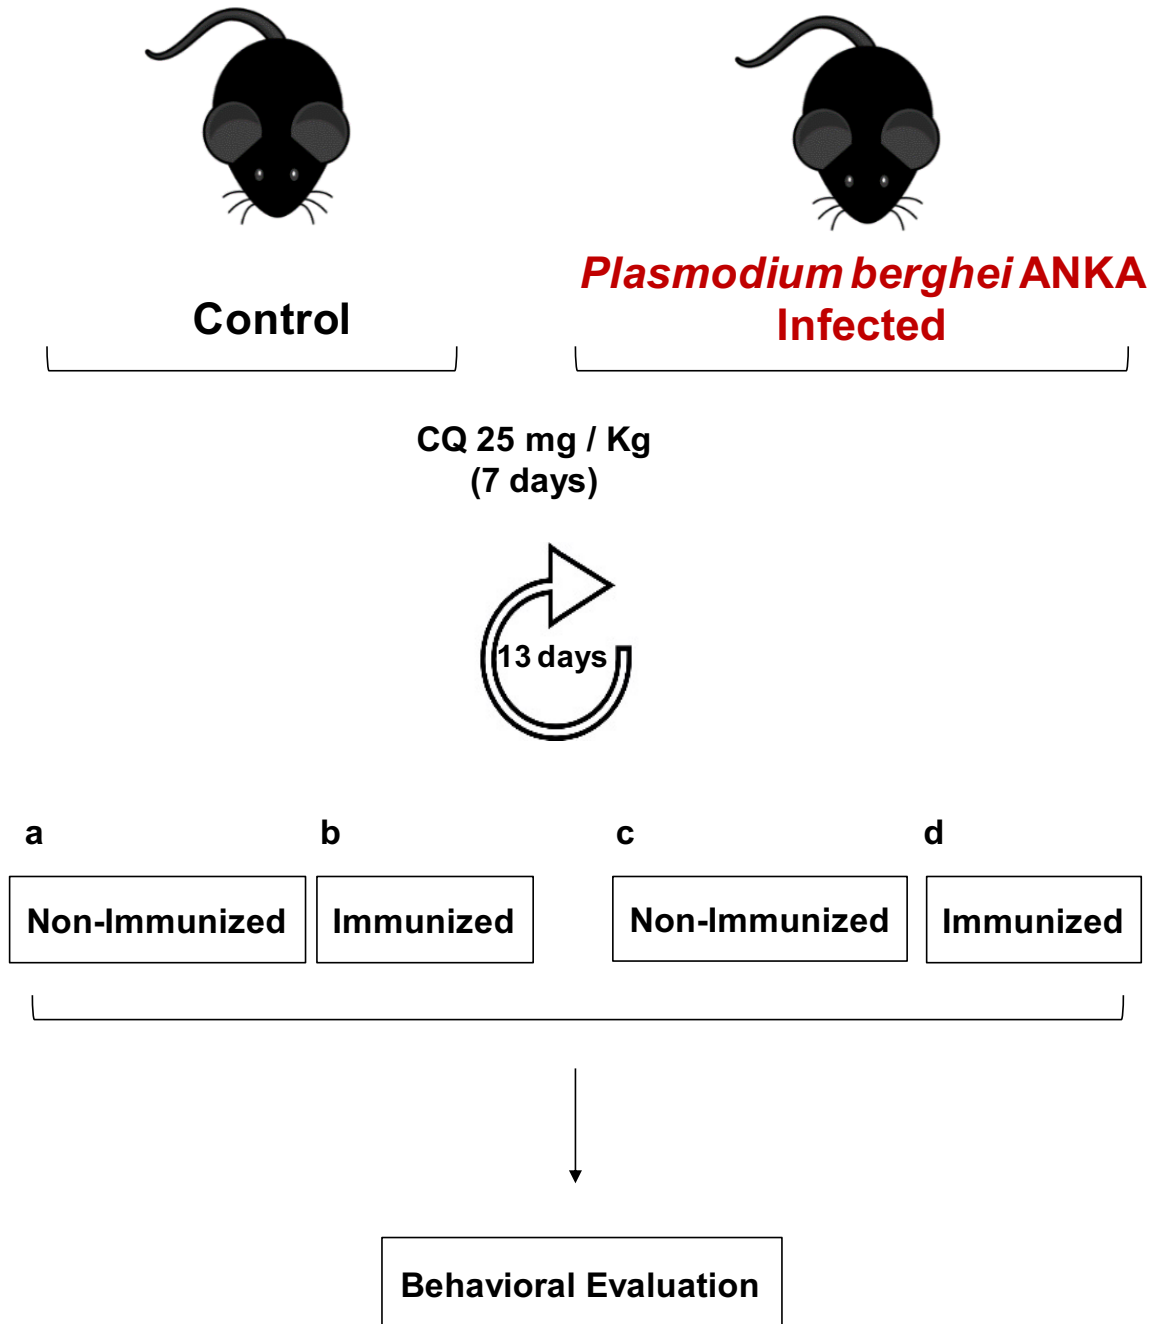 Control
Plasmodium berghei ANKA
Infected
CQ 25 mg / Kg
(7 days)
13 days
a
b
c
d
Non-Immunized
Immunized
Non-Immunized
Immunized
Behavioral Evaluation